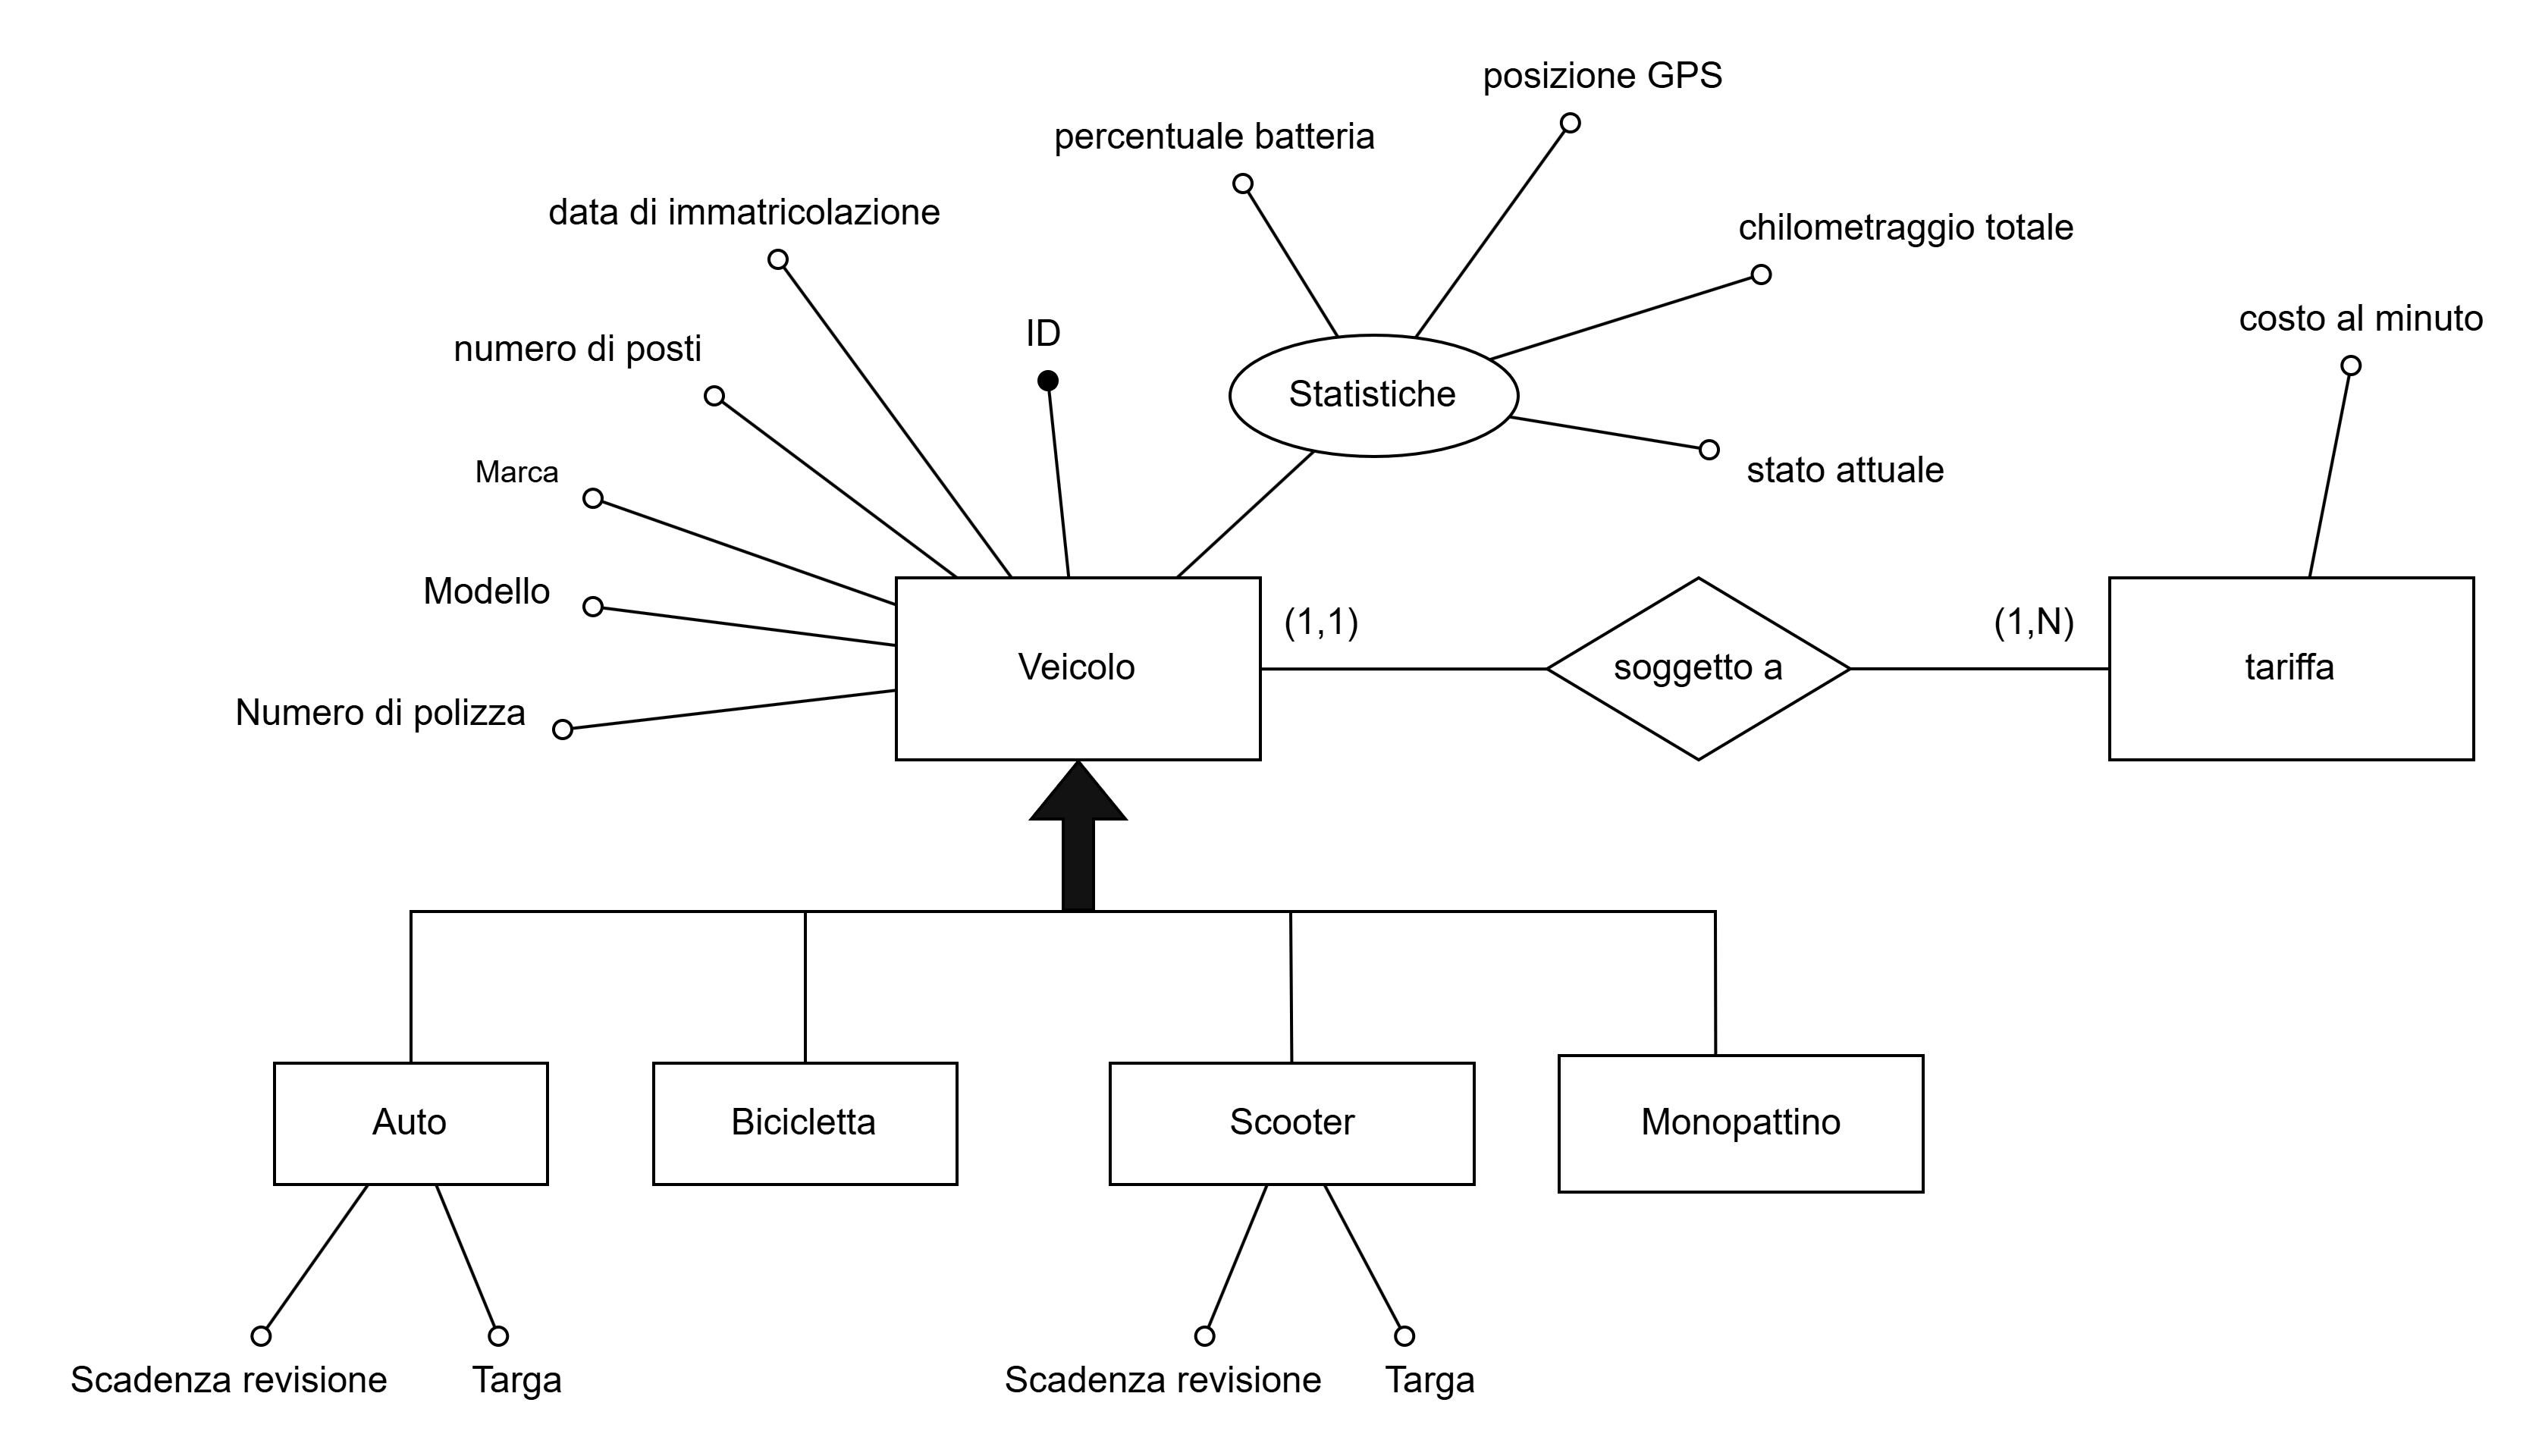 posizione GPS
percentuale batteria
data di immatricolazione
chilometraggio totale
ID
costo al minuto
numero di posti
Statistiche
Marca
stato attuale
Modello
(1,1)
(1,N)
Veicolo
soggetto a
tariffa
Numero di polizza
Auto
Bicicletta
Scooter
Monopattino
Scadenza revisione
Targa
Scadenza revisione
Targa